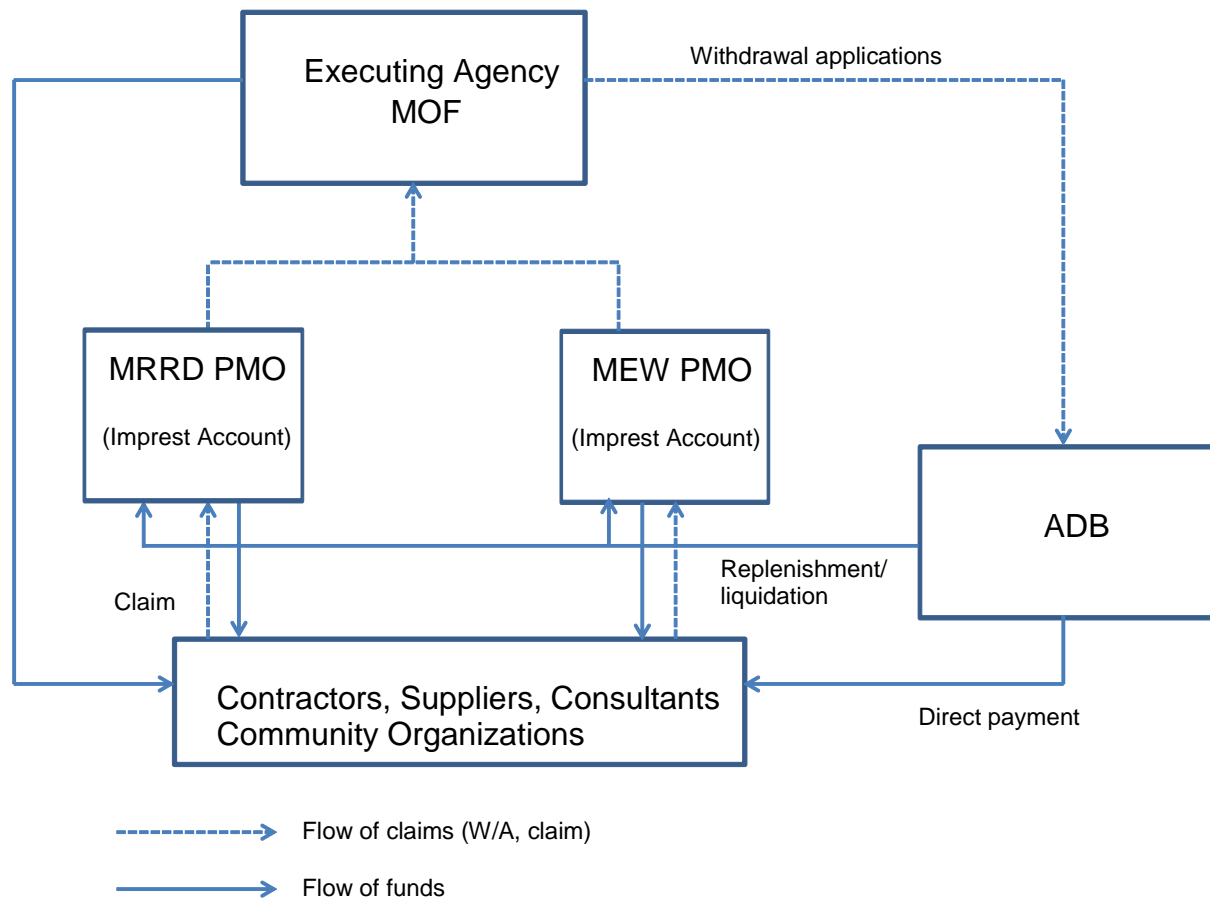 Withdrawal applications
Executing Agency
MOF
MRRD PMO
(Imprest Account)
MEW PMO
(Imprest Account)
ADB
Replenishment/
liquidation
Claim
Contractors, Suppliers, Consultants
Community Organizations
Direct payment
Flow of claims (W/A, claim)
Flow of funds